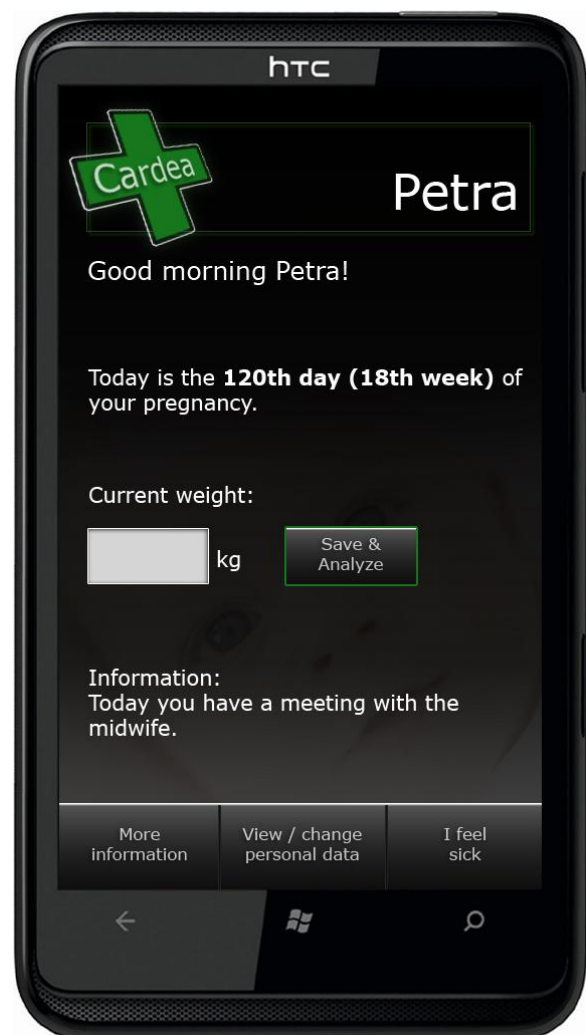 hTC
Cardea
Petra
Good morning Petra!
Today is the 120th day (18th week) of
your pregnancy.
Current weight:
kg
Save &
Analyze
Information:
Today you have a meeting with the
midwife.
More
information
View / change
personal data
I feel
sick